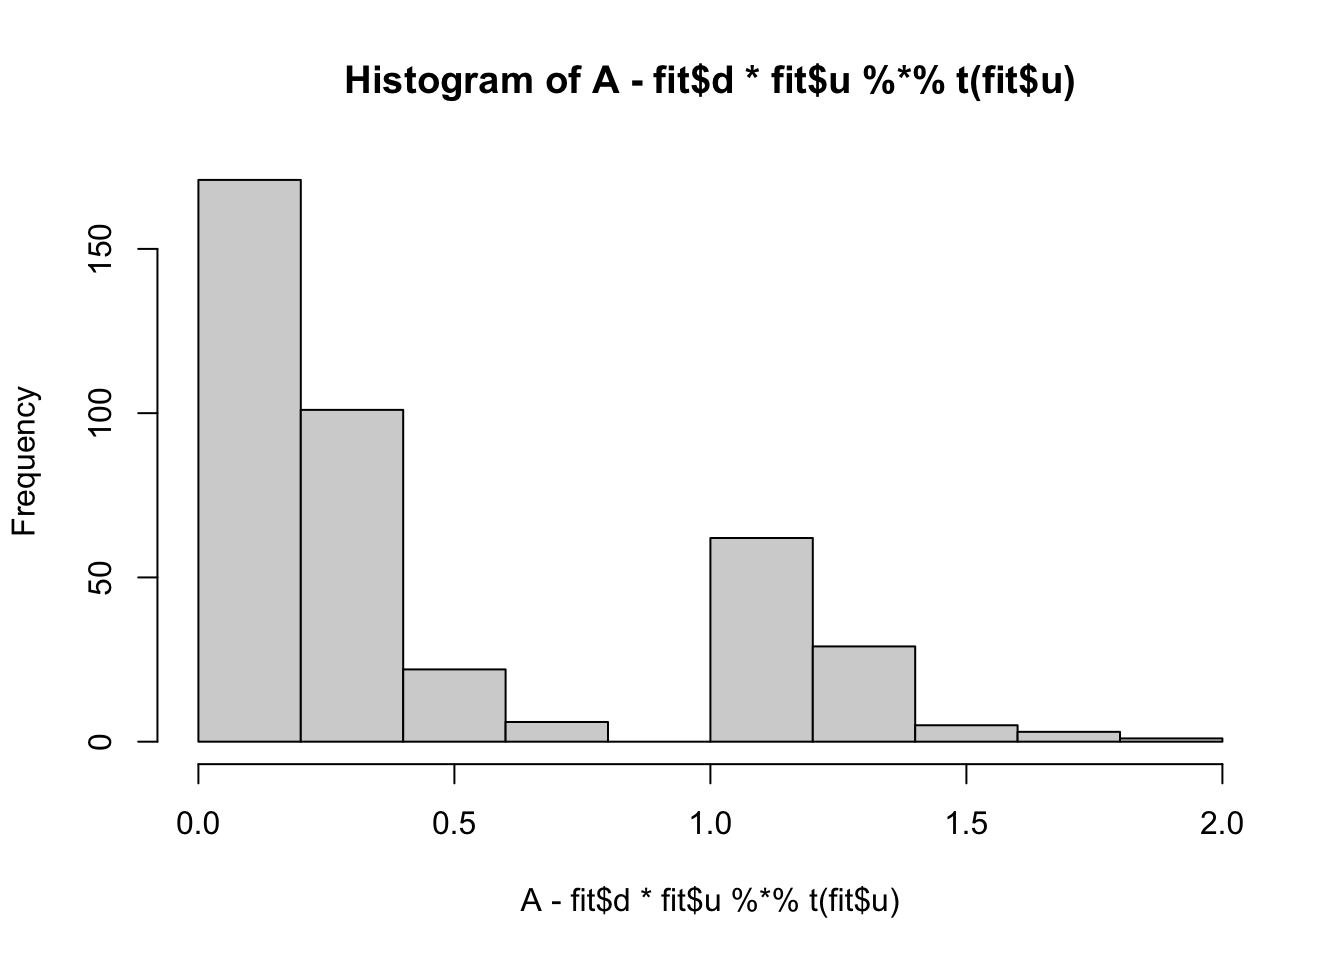 Histogram of A - fit$d * fit$u %*% t(fit$u)
Frequency
150
100
50
0
0.0 0.5 1.0 1.5 2.0
A - fit$d * fit$u %*% t(fit$u)